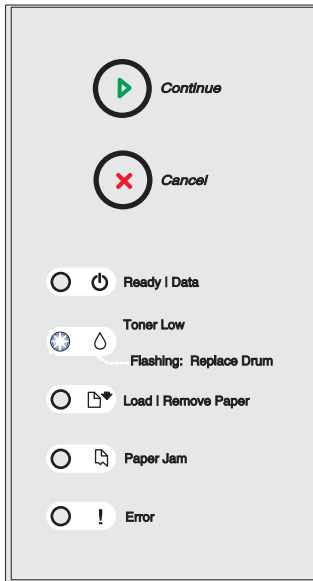 Continue
Cancel
Ready | Data
Toner Low
Flashing: Replace Drum
Load | Remove Paper
Paper Jam
! Error